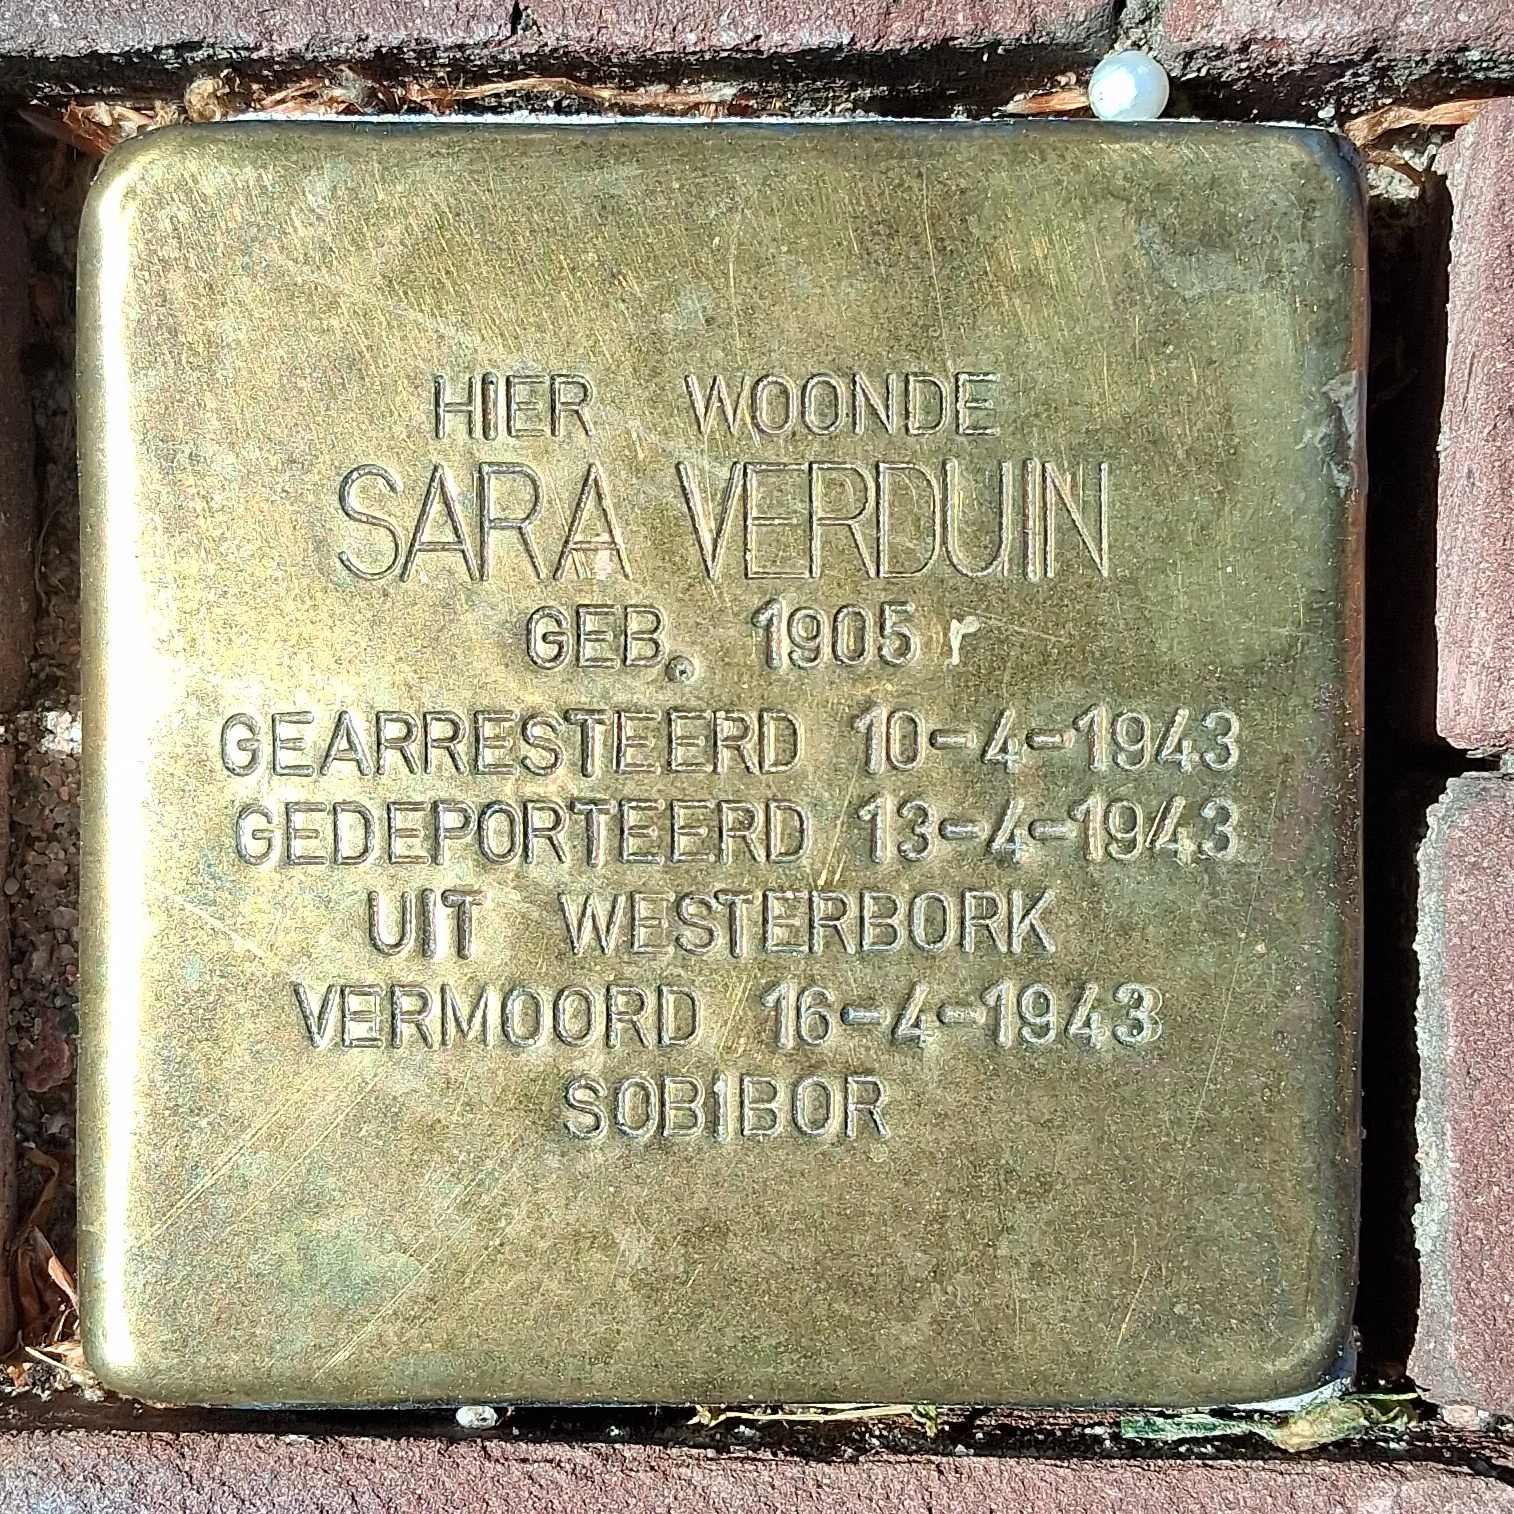 HIER WOONDE
SARA VERDUIN
GEB. 1905
GEARRESTEERD 10-4-1943
GEDEPORTEERD 13-4-1943
UIT WESTERBORK
VERMOORD 16-4-1943
SOBIBOR